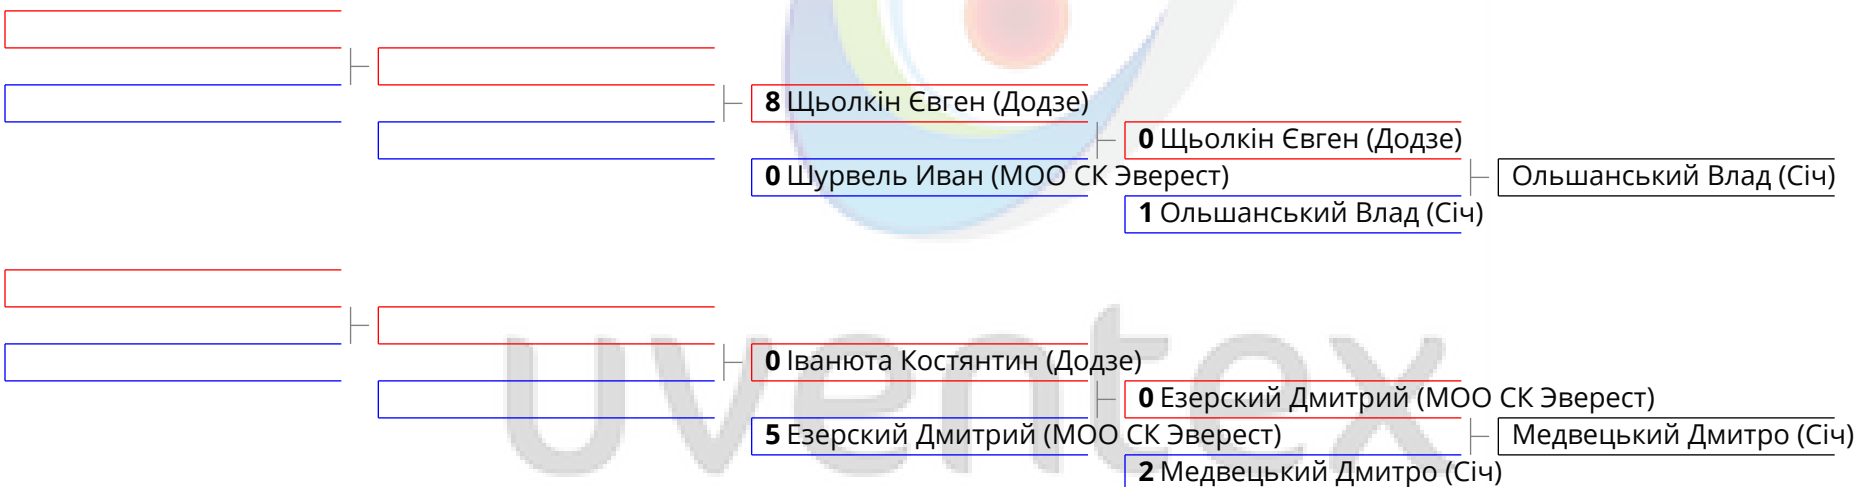 8 Щьолкін Євген (Додзе)
0 Щьолкін Євген (Додзе)
0 Шурвель Иван (МОО СК Эверест)
Ольшанський Влад (Січ)
1 Ольшанський Влад (Січ)
uventex
0 Іванюта Костянтин (Додзе)
0 Езерский Дмитрий (МОО СК Эверест)
5 Езерский Дмитрий (МОО СК Эверест)
Медвецький Дмитро (Січ)
2 Медвецький Дмитро (Січ)